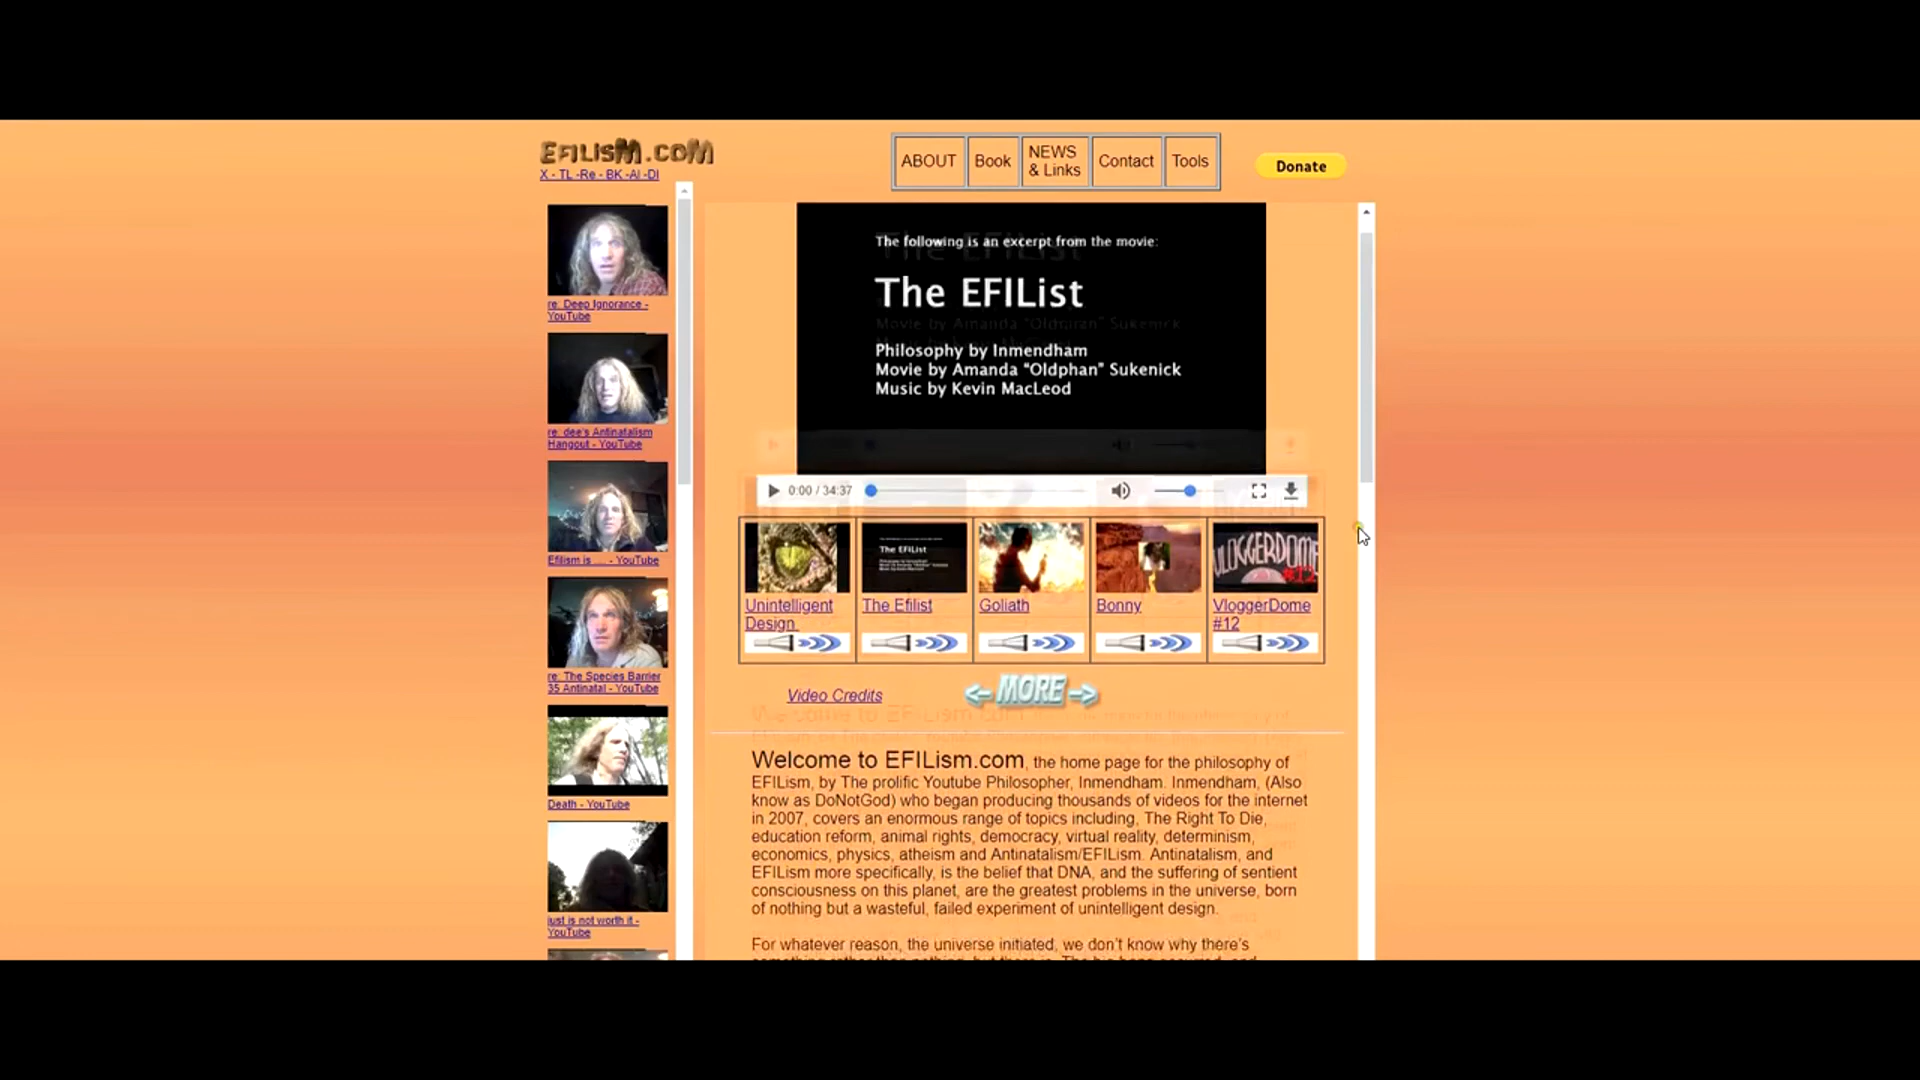 EFILISM.COM
X - TL -Re - BK -AI -DI
ABOUT
Book
NEWS
& Links
Contact
Tools
Donate
re: Deep Ignorance -
YouTube
re: dee's Antinatalism
Hangout - YouTube
Efilism is .... - YouTube
re: The Species Barrier
35 Antinatal - YouTube
Death - YouTube
just is not worth it -
YouTube
The following is an excerpt from the movie:
The EFIList
Philosophy by Inmendham
Movie by Amanda “Oldphan” Sukenick
Music by Kevin MacLeod
0:00 / 34:37
The EFIList
VLOGGERDOME
#12
Unintelligent
Design
The Efilist
Goliath
Bonny
VloggerDome
#12
Video Credits
<- MORE ->
Welcome to EFILism.com, the home page for the philosophy of
EFILism, by The prolific Youtube Philosopher, Inmendham. Inmendham, (Also
know as DoNotGod) who began producing thousands of videos for the internet
in 2007, covers an enormous range of topics including, The Right To Die,
education reform, animal rights, democracy, virtual reality, determinism,
economics, physics, atheism and Antinatalism/EFILism. Antinatalism, and
EFILism more specifically, is the belief that DNA, and the suffering of sentient
consciousness on this planet, are the greatest problems in the universe, born
of nothing but a wasteful, failed experiment of unintelligent design.
For whatever reason, the universe initiated, we don’t know why there’s